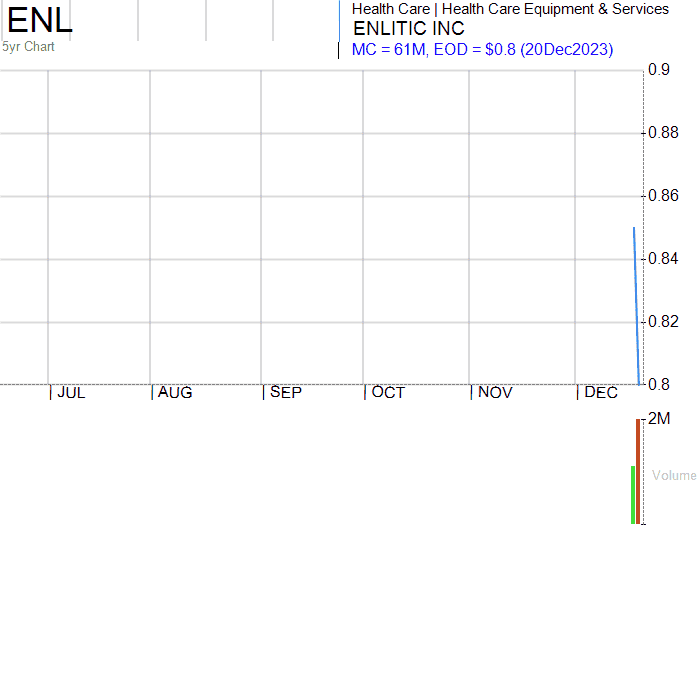 ENL
5yr Chart
Health Care | Health Care Equipment & Services
ENLITIC INC
MC = 61M, EOD = $0.8 (20Dec2023)
0.9
0.88
0.86
0.84
0.82
0.8
JUL
AUG
SEP
OCT
NOV
DEC
2M
Volume